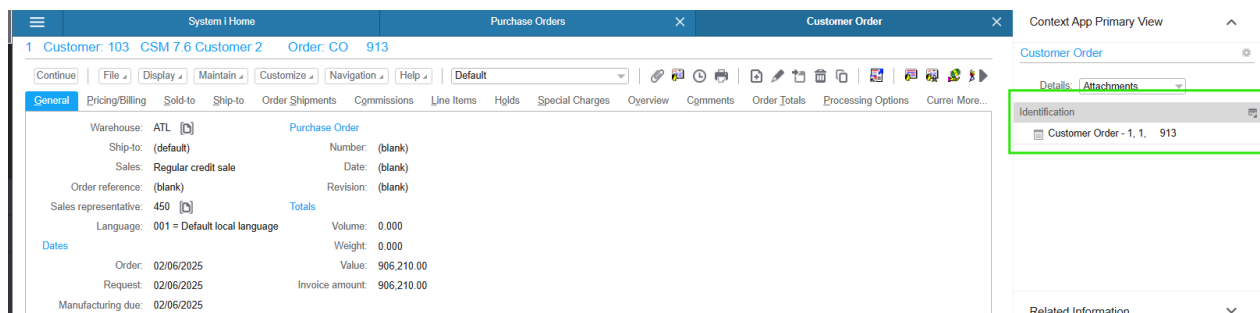 System i Home
Purchase Orders
Customer Order
Context App Primary View
1 Customer: 103 CSM 7.6 Customer 2 Order: CO 913
Customer Order
Continue File Display Maintain Customize Navigation Help Default
Details: Attachments
General Pricing/Billing Sold-to Ship-to Order Shipments Commissions Line Items Holds Special Charges Overview Comments Order Totals Processing Options Currer More...
Identification
Customer Order - 1, 1, 913
Warehouse: ATL Purchase Order
Ship-to: (default) Number: (blank)
Sales: Regular credit sale Date: (blank)
Order reference: (blank) Revision: (blank)
Sales representative: 450 Totals
Language: 001 = Default local language Volume: 0.000
Dates Weight: 0.000
Order: 02/06/2025 Value: 906,210.00
Request: 02/06/2025 Invoice amount: 906,210.00
Manufacturing due: 02/06/2025
Related Information